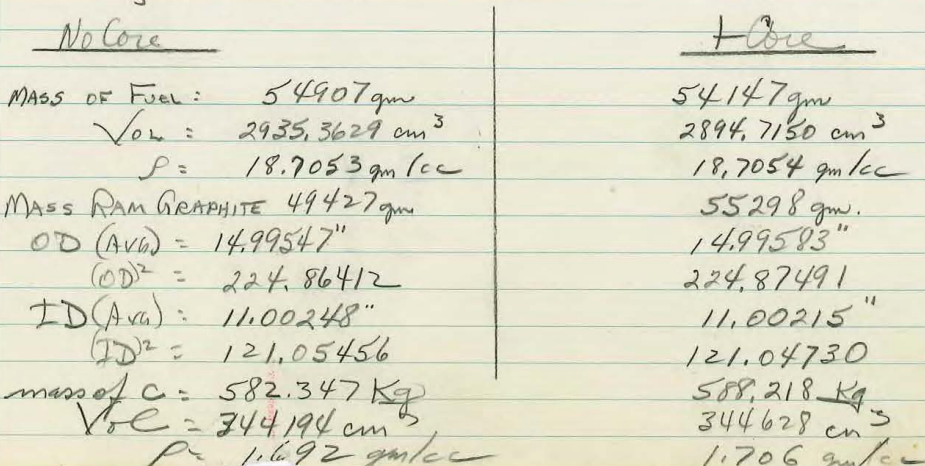 No Core + Core
MASS OF FUEL: 54907 gm 54147 gm
VOL = 2935.3629 cm³ 2894.7150 cm³
ρ = 18.7053 gm/cc 18.7054 gm/cc
MASS RAM GRAPHITE 49427 gm 55298 gm.
OD (AVG) = 14.99547" 14.99583"
(OD)² = 224.86412 224.87491
ID (AVG) = 11.00248" 11.00215"
(ID)² = 121.05456 121.04730
mass of C = 582.347 Kg 588.218 Kg
Vol = 344194 cm³ 344628 cm³
ρ = 1.692 gm/cc 1.706 gm/cc